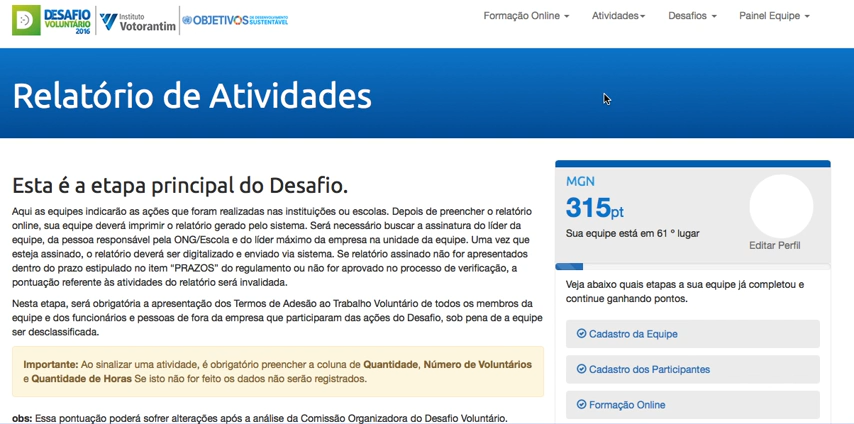 DESAFIO
VOLUNTÁRIO
2016
Instituto
Votorantim
OBJETIVOS DE DESENVOLVIMENTO
SUSTENTÁVEL
Formação Online
Atividades
Desafios
Painel Equipe
Relatório de Atividades
Esta é a etapa principal do Desafio.
Aqui as equipes indicarão as ações que foram realizadas nas instituições ou escolas. Depois de preencher o relatório
online, sua equipe deverá imprimir o relatório gerado pelo sistema. Será necessário buscar a assinatura do líder da
equipe, da pessoa responsável pela ONG/Escola e do líder máximo da empresa na unidade da equipe. Uma vez que
esteja assinado, o relatório deverá ser digitalizado e enviado via sistema. Se relatório assinado não for apresentados
dentro do prazo estipulado no item “PRAZOS” do regulamento ou não for aprovado no processo de verificação, a
pontuação referente às atividades do relatório será invalidada.
Nesta etapa, será obrigatória a apresentação dos Termos de Adesão ao Trabalho Voluntário de todos os membros da
equipe e dos funcionários e pessoas de fora da empresa que participaram das ações do Desafio, sob pena de a equipe
ser desclassificada.
Importante: Ao sinalizar uma atividade, é obrigatório preencher a coluna de Quantidade, Número de Voluntários
e Quantidade de Horas Se isto não for feito os dados não serão registrados.
obs: Essa pontuação poderá sofrer alterações após a análise da Comissão Organizadora do Desafio Voluntário.
MGN
315pt
Sua equipe está em 61 º lugar
Editar Perfil
Veja abaixo quais etapas a sua equipe já completou e
continue ganhando pontos.
Cadastro da Equipe
Cadastro dos Participantes
Formação Online